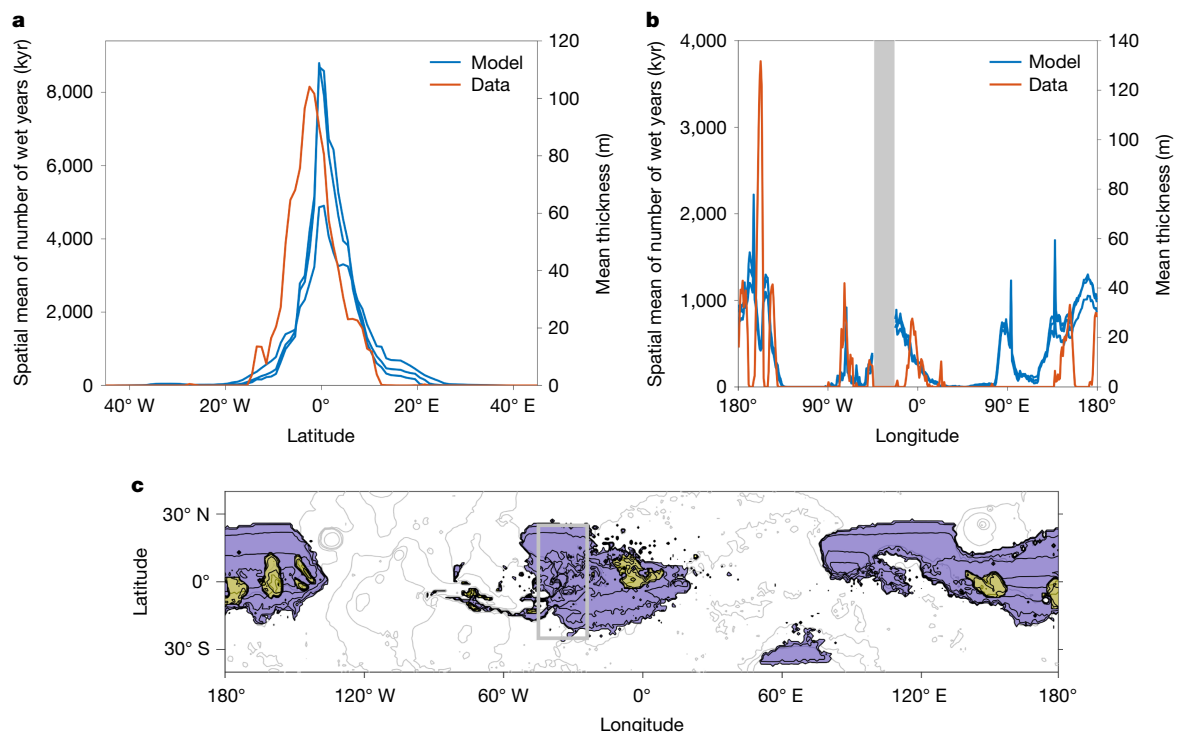 a
Spatial mean of number of wet years (kyr)
8,000
6,000
4,000
2,000
0
120
100
80
60
40
20
0
Mean thickness (m)
Model
Data
40° W
20° W
0°
20° E
40° E
Latitude
b
Spatial mean of number of wet years (kyr)
4,000
3,000
2,000
1,000
0
140
120
100
80
60
40
20
0
Mean thickness (m)
Model
Data
180°
90° W
0°
90° E
180°
Longitude
c
Latitude
30° N
0°
30° S
180°
120° W
60° W
0°
60° E
120° E
180°
Longitude